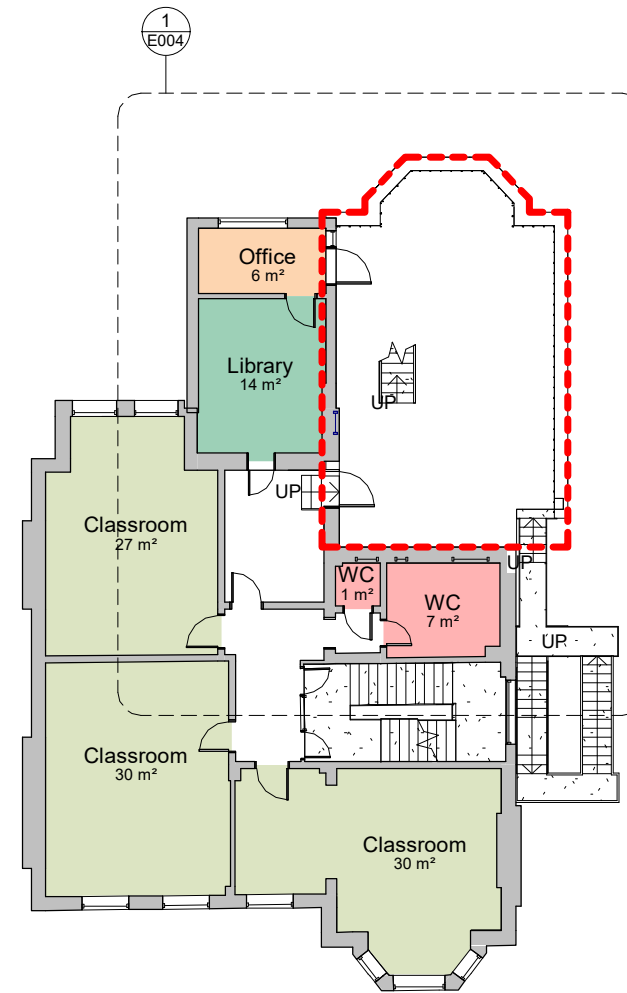 1
E004
Office
6 m²
Library
14 m²
UP
UP
Classroom
27 m²
UP
WC
1 m²
WC
7 m²
UP
Classroom
30 m²
Classroom
30 m²